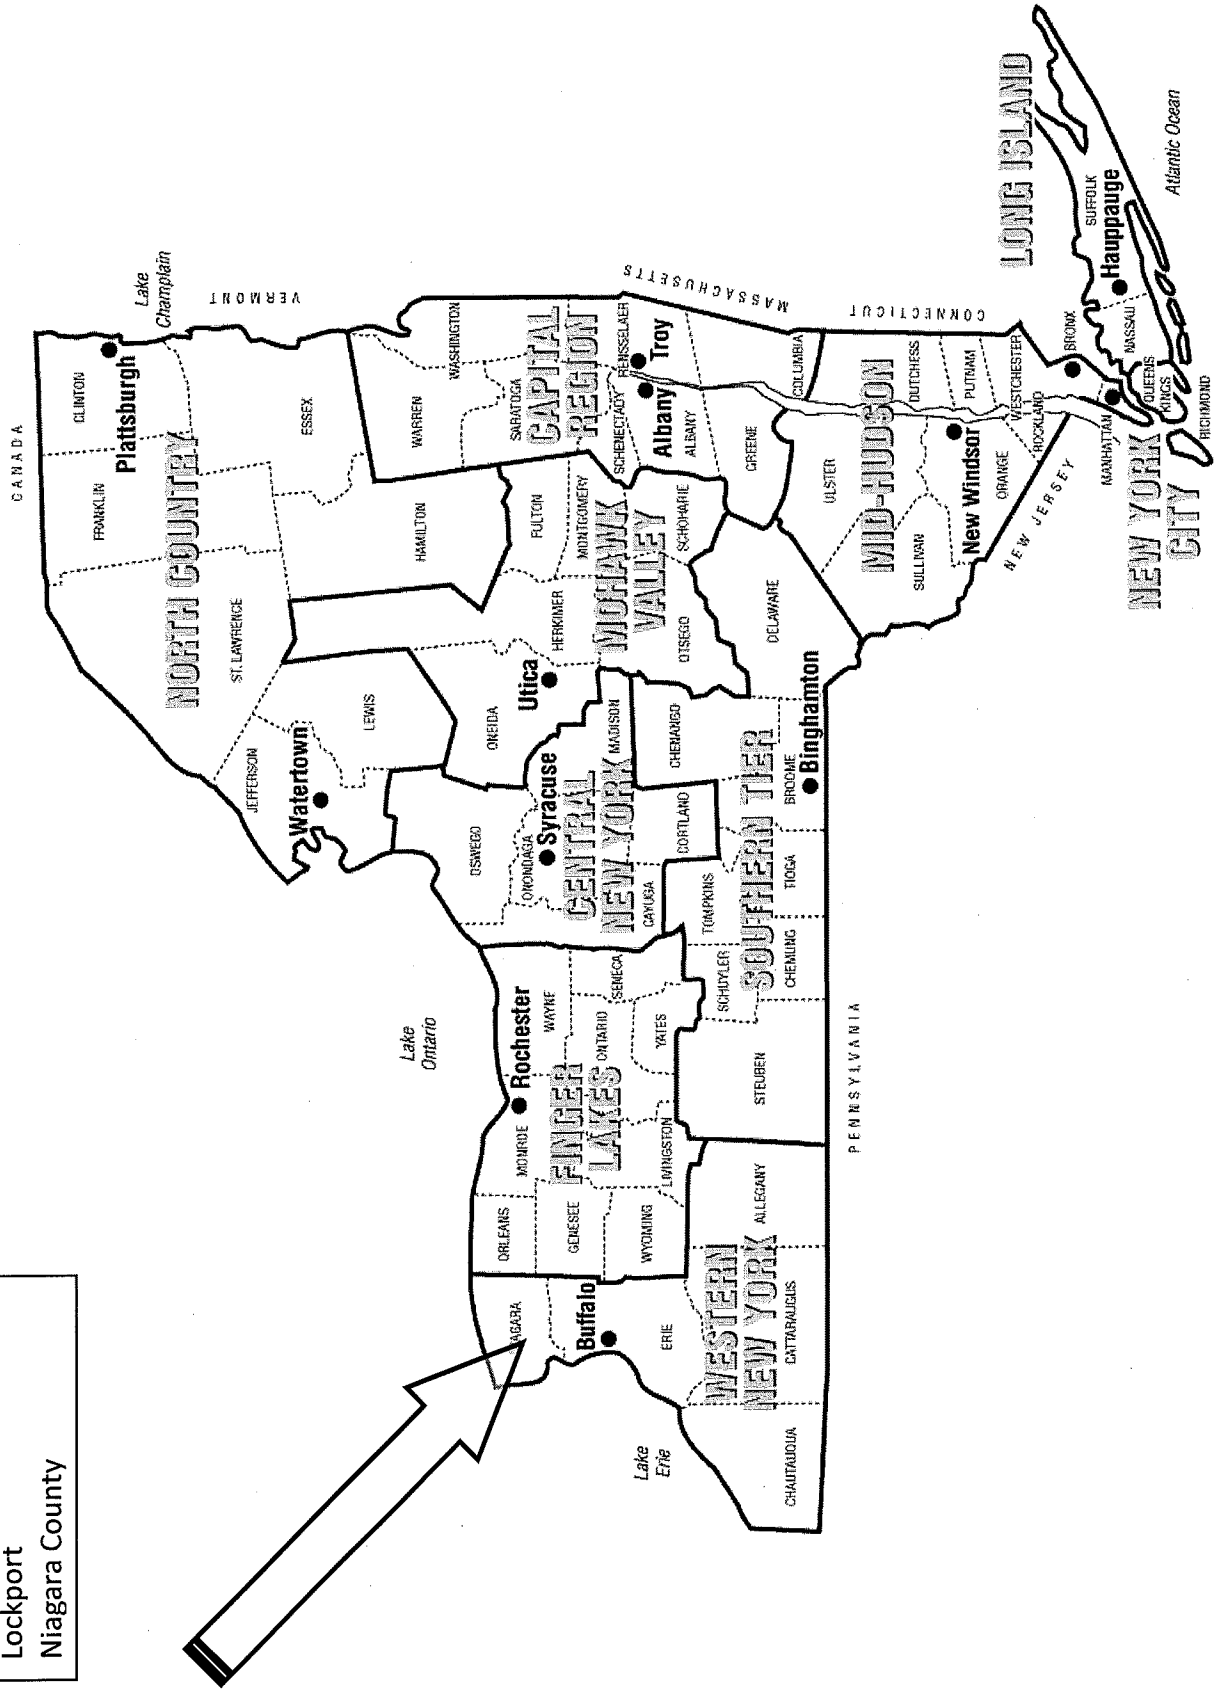 Lockport
Niagara County
CANADA
Lake
Champlain
VERMONT
MASSACHUSETTS
CONNECTICUT
NEW JERSEY
PENNSYLVANIA
Lake
Ontario
Lake
Erie
Atlantic Ocean
NORTH COUNTRY
CLINTON
Plattsburgh
FRANKLIN
ESSEX
ST. LAWRENCE
HAMILTON
JEFFERSON
Watertown
LEWIS
CAPITAL
REGION
WARREN
WASHINGTON
SARATOGA
SCHENECTADY
RENSSELAER
Troy
Albany
ALBANY
GREENE
COLUMBIA
MOHAWK
VALLEY
FULTON
MONTGOMERY
HERKIMER
SCHOHARIE
OTSEGO
ONEIDA
Utica
CENTRAL
NEW YORK
OSWEGO
ONONDAGA
Syracuse
MADISON
CAYUGA
CORTLAND
SOUTHERN TIER
CHENANGO
DELAWARE
BROOME
Binghamton
TIOGA
TOMPKINS
CHEMUNG
SCHUYLER
STEUBEN
FINGER
LAKES
Rochester
MONROE
WAYNE
SENECA
ONTARIO
YATES
LIVINGSTON
ORLEANS
GENESEE
WYOMING
WESTERN
NEW YORK
AGARA
Buffalo
ERIE
ALLEGANY
CATTARAUGUS
CHAUTAUQUA
MID-HUDSON
ULSTER
SULLIVAN
ORANGE
New Windsor
DUTCHESS
PUTNAM
WESTCHESTER
ROCKLAND
NEW YORK
CITY
BRONX
MANHATTAN
QUEENS
KINGS
RICHMOND
LONG ISLAND
NASSAU
SUFFOLK
Hauppauge